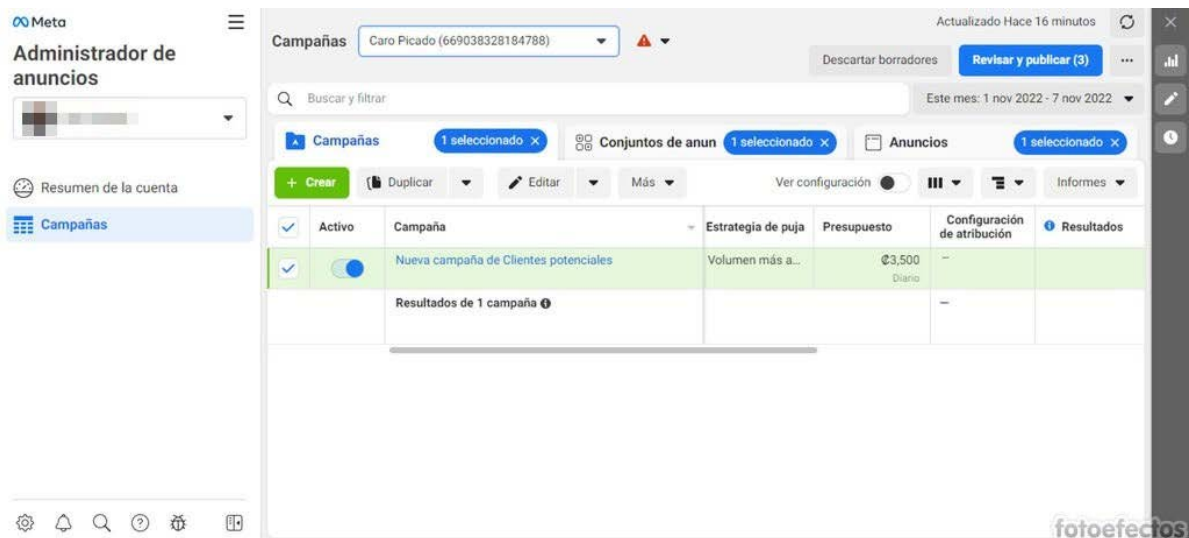 Meta
Administrador de
anuncios
Resumen de la cuenta
Campañas
Campañas
Caro Picado (669038328184788)
Actualizado Hace 16 minutos
Descartar borradores
Revisar y publicar (3)
Buscar y filtrar
Este mes: 1 nov 2022 - 7 nov 2022
Campañas
1 seleccionado ×
Conjuntos de anun
1 seleccionado ×
Anuncios
1 seleccionado ×
+ Crear
Duplicar
Editar
Más
Ver configuración
Informes
Activo
Campaña
Estrategia de puja
Presupuesto
Configuración
de atribución
Resultados
Nueva campaña de Clientes potenciales
Volumen más a...
₡3,500
Diario
—
Resultados de 1 campaña
—
fotoefectos